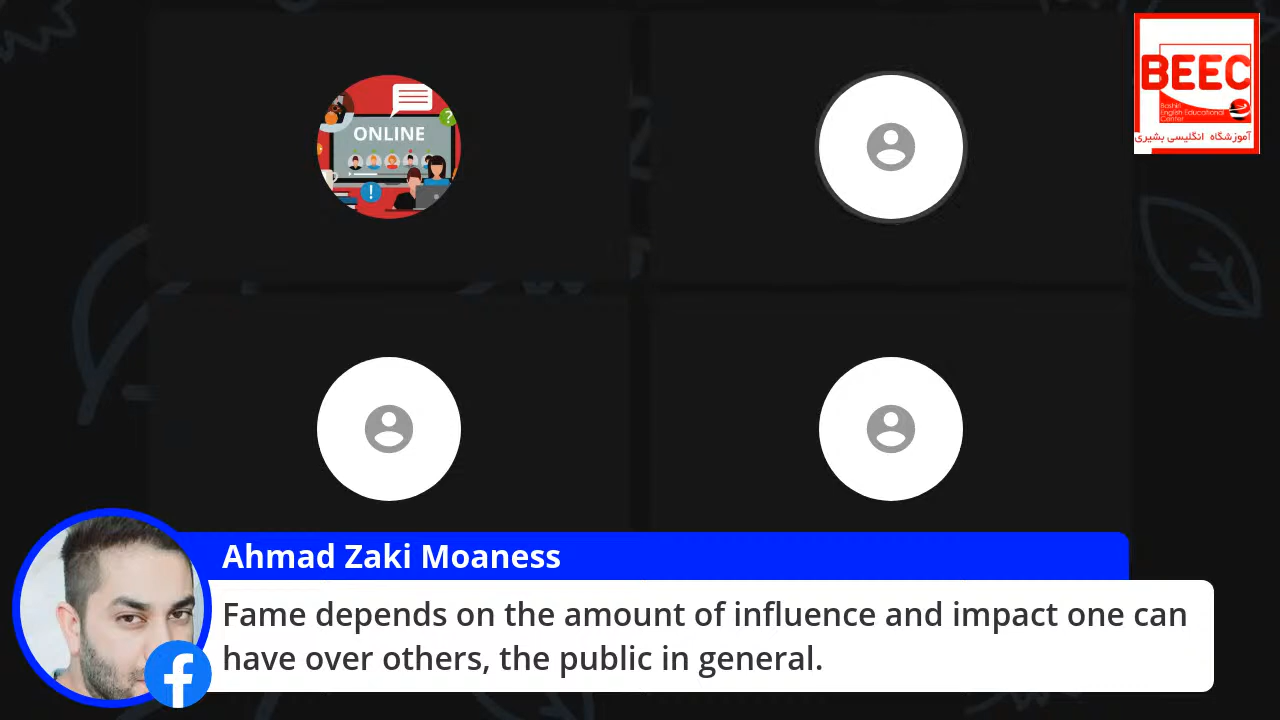 ONLINE
?
!
BEEC
Bashiri
English Educational
Center
آموزشگاه انگلیسی بشیری
Ahmad Zaki Moaness
Fame depends on the amount of influence and impact one can
have over others, the public in general.